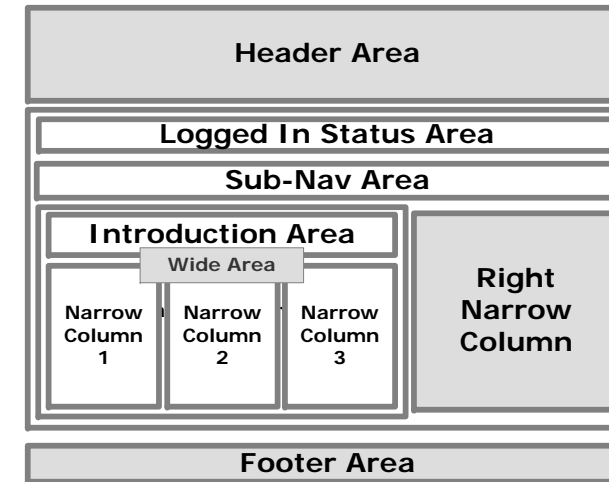 Header Area
Logged In Status Area
Sub-Nav Area
Introduction Area
Wide Area
Narrow
Column
1
Narrow
Column
2
Narrow
Column
3
Right
Narrow
Column
Footer Area